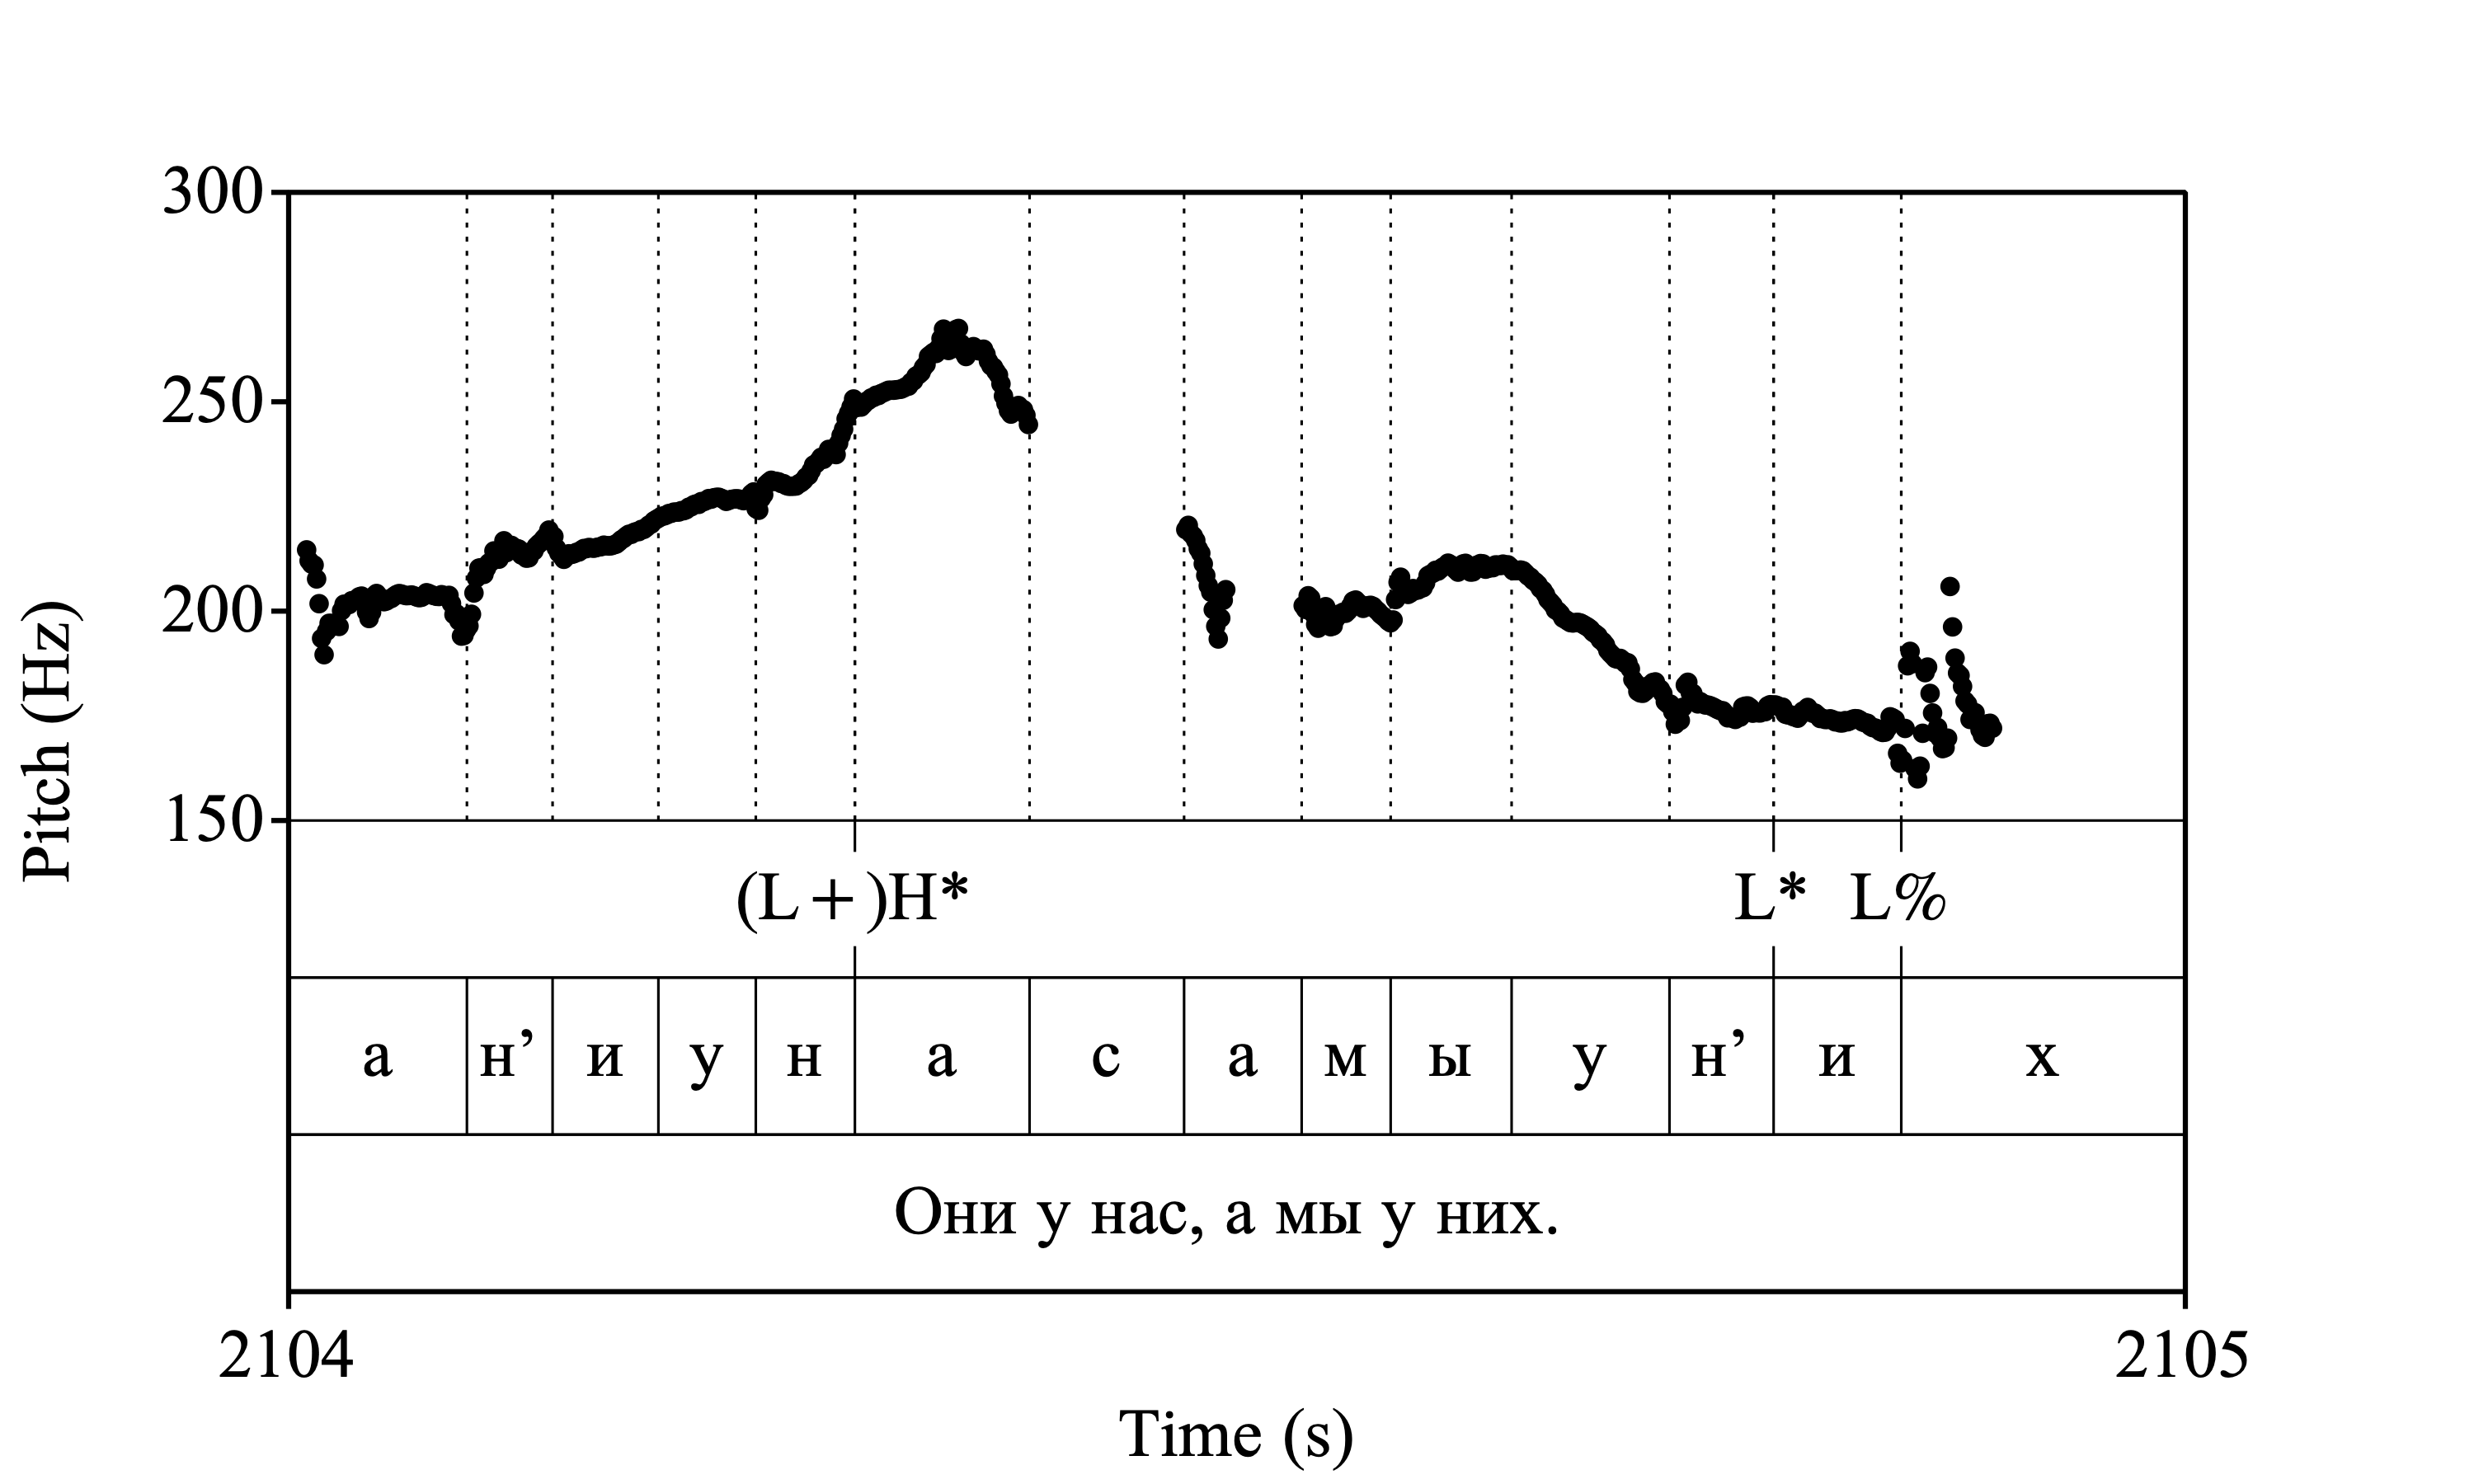 300
250
200
150
Pitch (Hz)
(L+)H* L* L%
а н’ и у н а с а м ы у н’ и х
Они у нас, а мы у них.
2104 2105
Time (s)